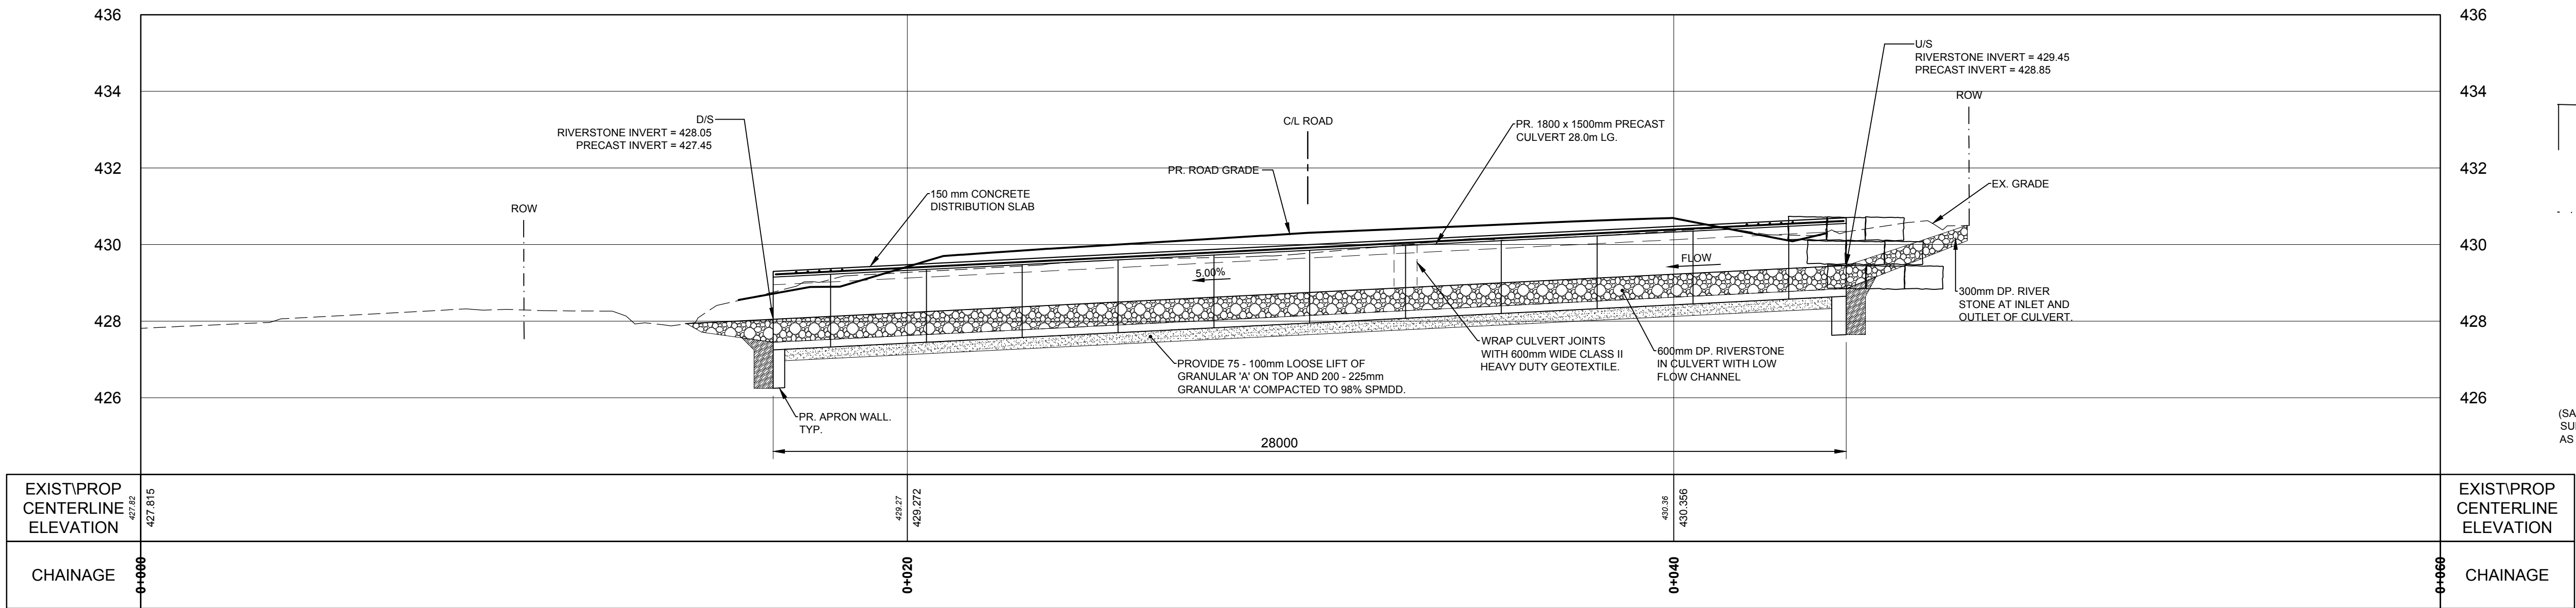 436
434
432
430
428
426
436
434
432
430
428
426
U/S
RIVERSTONE INVERT = 429.45
PRECAST INVERT = 428.85
ROW
D/S
RIVERSTONE INVERT = 428.05
PRECAST INVERT = 427.45
C/L ROAD
PR. 1800 x 1500mm PRECAST
CULVERT 28.0m LG.
PR. ROAD GRADE
EX. GRADE
150 mm CONCRETE
DISTRIBUTION SLAB
ROW
5.00%
FLOW
300mm DP. RIVER
STONE AT INLET AND
OUTLET OF CULVERT.
WRAP CULVERT JOINTS
WITH 600mm WIDE CLASS II
HEAVY DUTY GEOTEXTILE.
600mm DP. RIVERSTONE
IN CULVERT WITH LOW
FLOW CHANNEL
PROVIDE 75 - 100mm LOOSE LIFT OF
GRANULAR 'A' ON TOP AND 200 - 225mm
GRANULAR 'A' COMPACTED TO 98% SPMDD.
PR. APRON WALL.
TYP.
28000
(SA
SU
AS
EXIST\PROP
CENTERLINE
ELEVATION
427.82
427.815
429.27
429.272
430.36
430.356
EXIST\PROP
CENTERLINE
ELEVATION
CHAINAGE
0+000
0+020
0+040
0+060
CHAINAGE